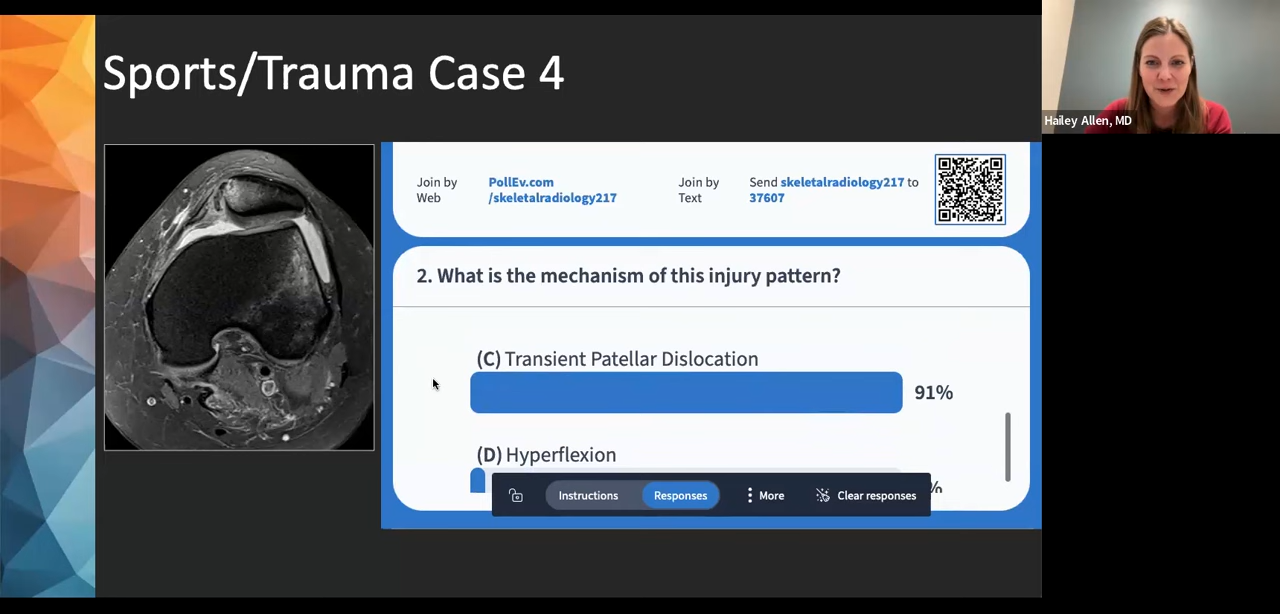 Sports/Trauma Case 4
Hailey Allen, MD
Join by
Web
PollEv.com
/skeletalradiology217
Join by
Text
Send skeletalradiology217 to
37607
2. What is the mechanism of this injury pattern?
(C) Transient Patellar Dislocation
91%
(D) Hyperflexion
%
Instructions
Responses
More
Clear responses